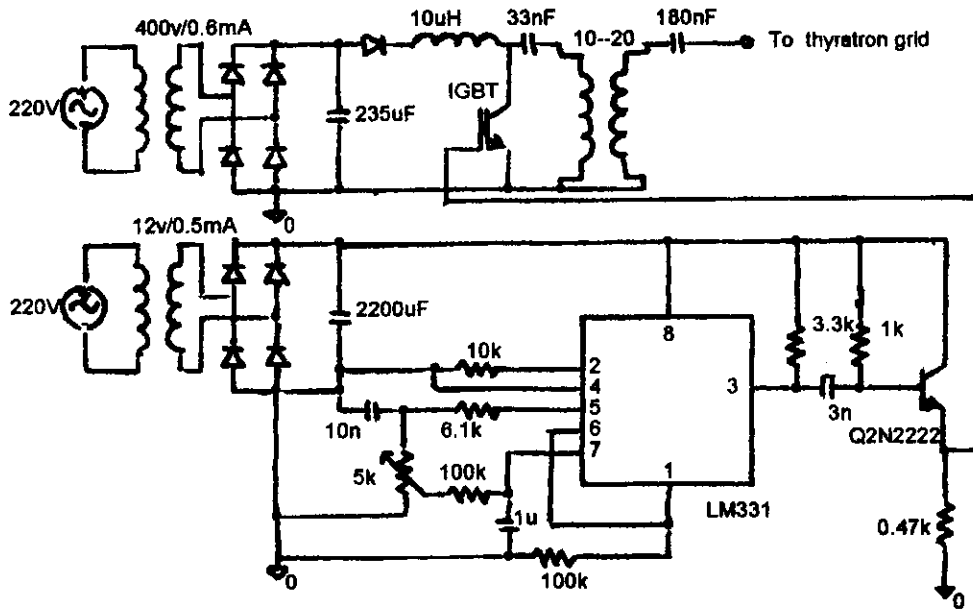 400v/0.6mA
10uH
33nF
10--20
180nF
To thyratron grid
220V
235uF
IGBT
0
12v/0.5mA
220V
2200uF
8
3.3k
1k
10k
2
4
3
5
6
7
10n
6.1k
3n
Q2N2222
5k
100k
1
LM331
1u
0.47k
100k
0
0